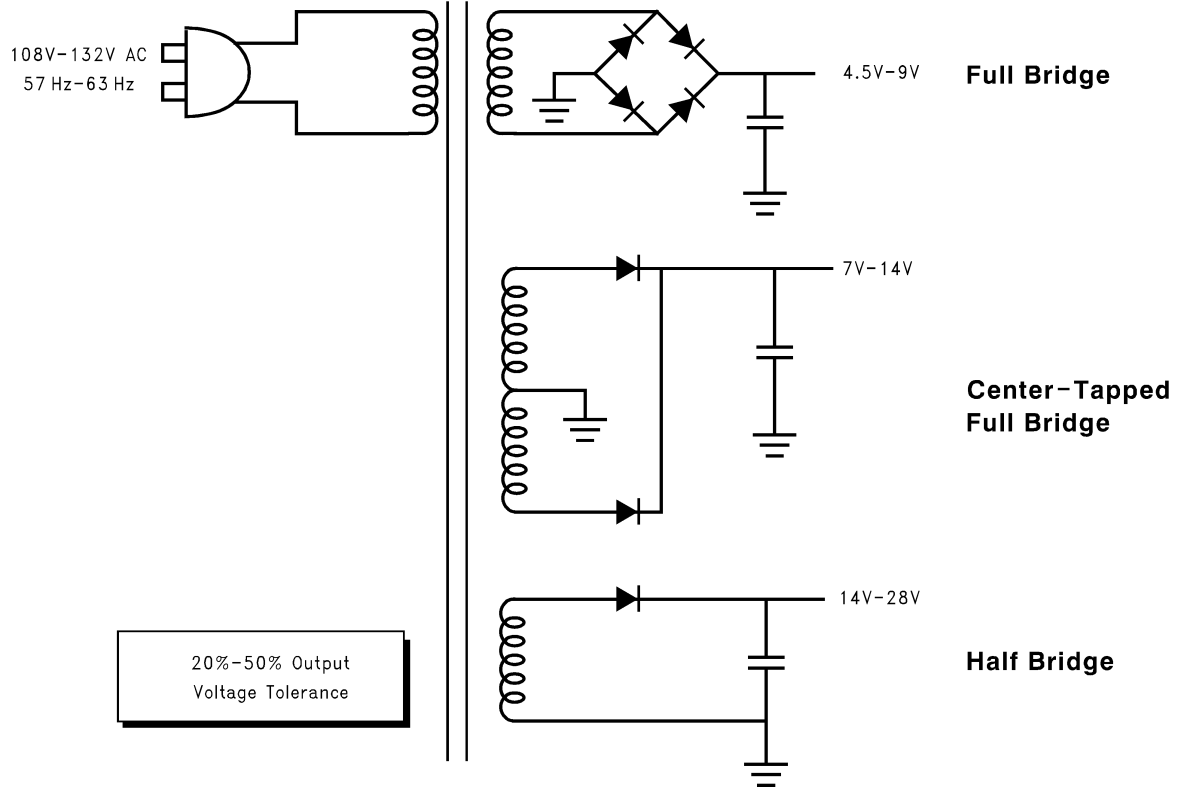 108V-132V AC
57 Hz-63 Hz
4.5V-9V
Full Bridge
7V-14V
Center-Tapped
Full Bridge
14V-28V
Half Bridge
20%-50% Output
Voltage Tolerance